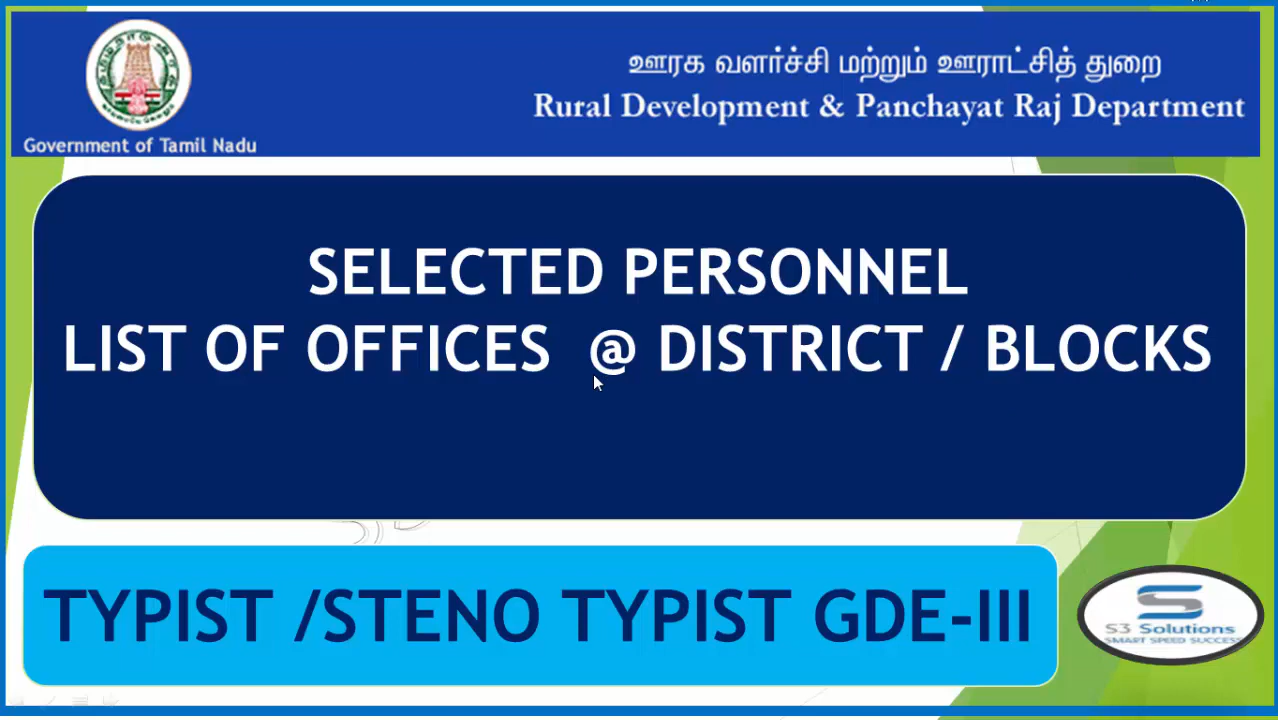 ஊரக வளர்ச்சி மற்றும் ஊராட்சித் துறை
Rural Development & Panchayat Raj Department
Government of Tamil Nadu
SELECTED PERSONNEL
LIST OF OFFICES @ DISTRICT / BLOCKS
TYPIST /STENO TYPIST GDE-III
S3 Solutions
SMART SPEED SUCCESS